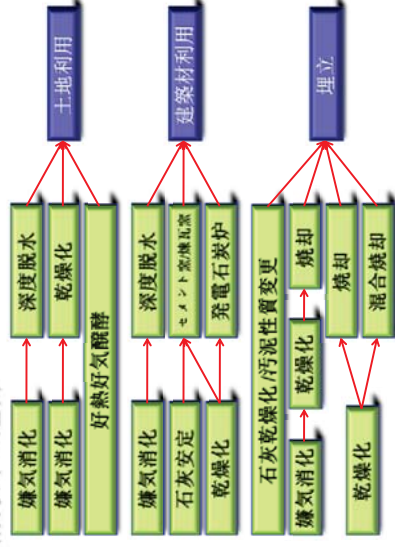 嫌気消化
深度脱水
嫌気消化
乾燥化
好熱好気醗酵
土地利用
嫌気消化
深度脱水
石灰安定
セメント窯/煉瓦窯
乾燥化
発電石炭炉
建築材利用
石灰乾燥化/汚泥性質変更
嫌気消化
乾燥化
焼却
乾燥化
焼却
混合焼却
埋立